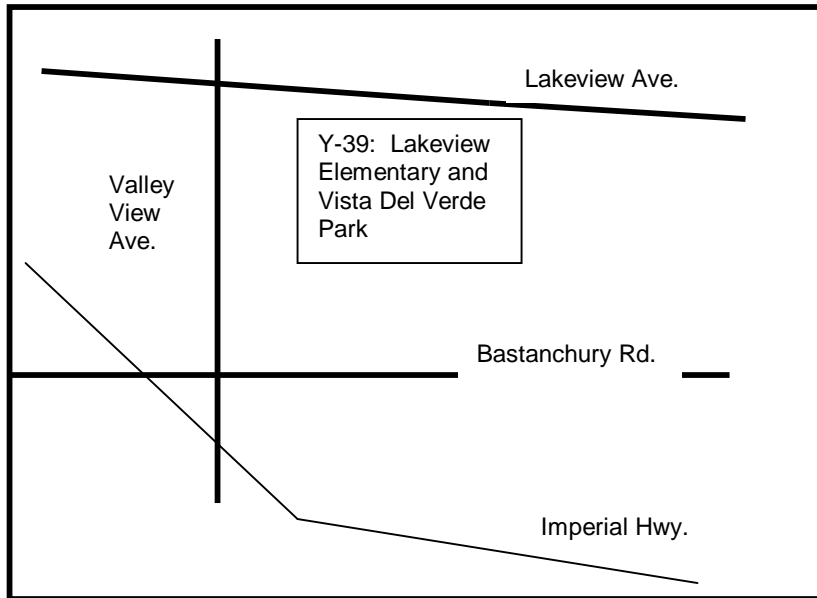 Lakeview Ave.
Y-39: Lakeview
Elementary and
Vista Del Verde
Park
Valley
View
Ave.
Bastanchury Rd.
Imperial Hwy.